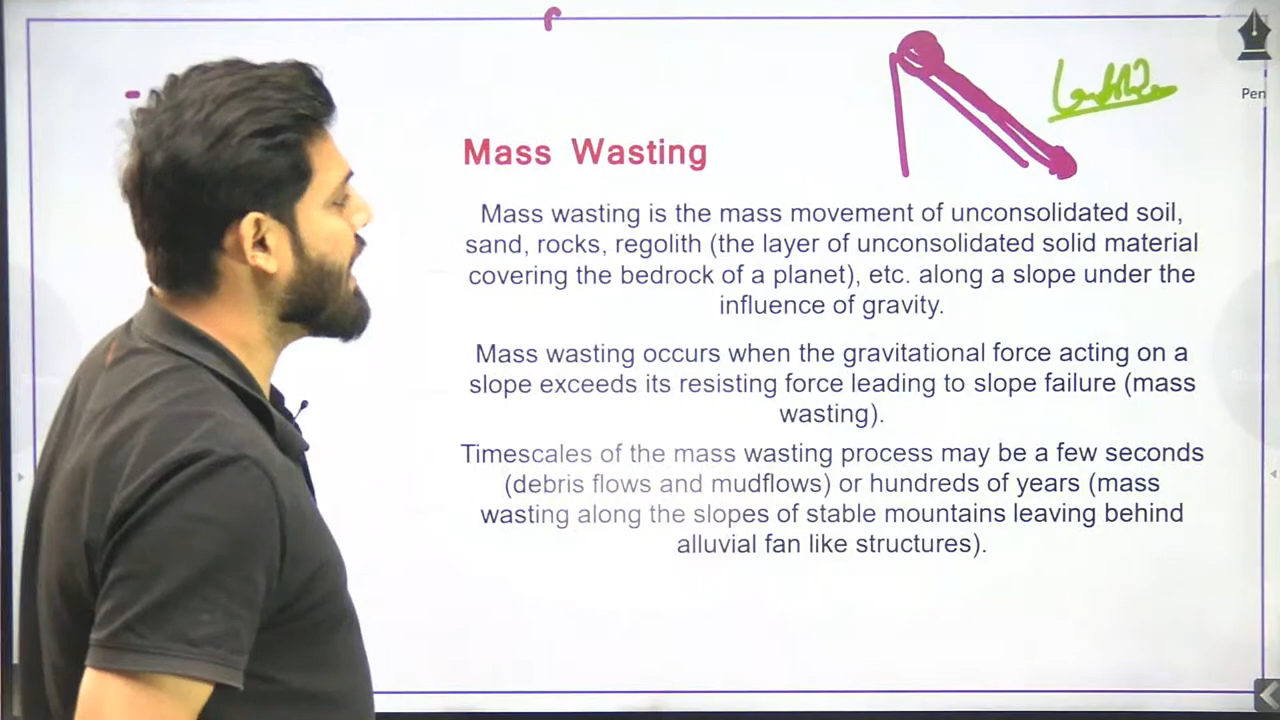 Landslide
Pen
Mass Wasting
Mass wasting is the mass movement of unconsolidated soil,
sand, rocks, regolith (the layer of unconsolidated solid material
covering the bedrock of a planet), etc. along a slope under the
influence of gravity.
Mass wasting occurs when the gravitational force acting on a
slope exceeds its resisting force leading to slope failure (mass
wasting).
Timescales of the mass wasting process may be a few seconds
(debris flows and mudflows) or hundreds of years (mass
wasting along the slopes of stable mountains leaving behind
alluvial fan like structures).